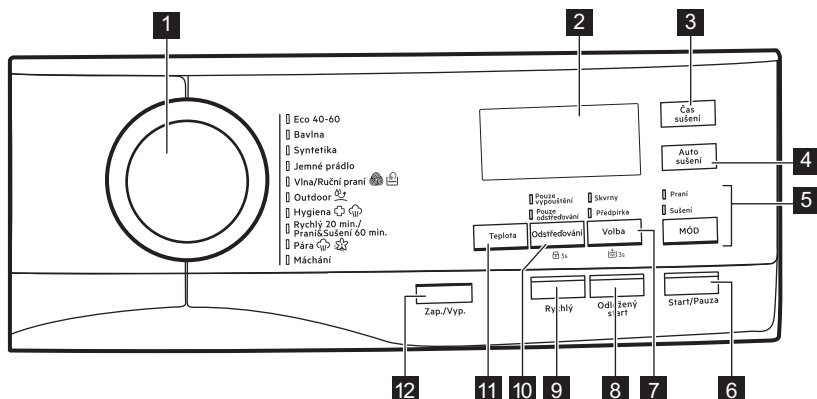 1
2
3
Čas
sušení
Auto
sušení
4
5
Eco 40-60
Bavlna
Syntetika
Jemné prádlo
Vlna/Ruční praní
Outdoor
Hygiena
Rychlý 20 min./
Praní&Sušení 60 min.
Pára
Máchání
Pouze
vypouštění
Pouze
odstřeďování
Skvrny
Předpírka
Praní
Sušení
Teplota
Odstřeďování
Volba
MÓD
3s
3s
Zap./Vyp.
Rychlý
Odložený
start
Start/Pauza
12
11
10
9
8
7
6